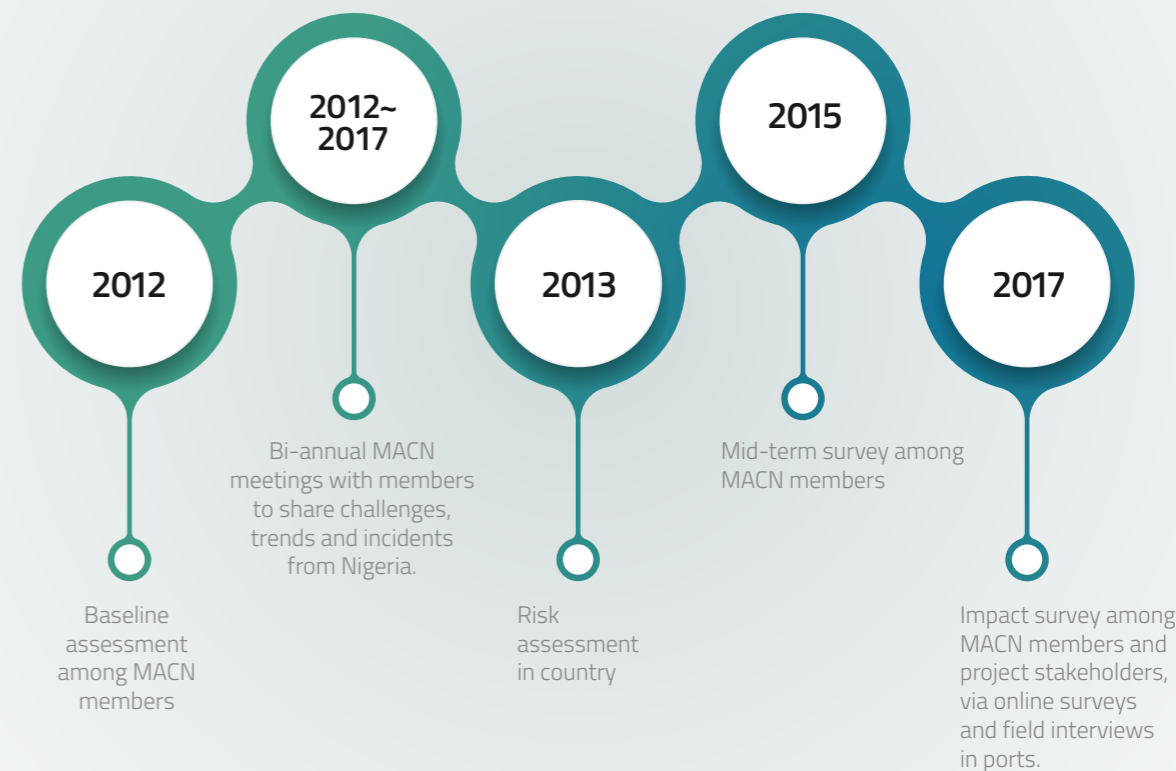 2012
Baseline
assessment
among MACN
members
2012~
2017
Bi-annual MACN
meetings with members
to share challenges,
trends and incidents
from Nigeria.
2013
Risk
assessment
in country
2015
Mid-term survey among
MACN members
2017
Impact survey among
MACN members and
project stakeholders,
via online surveys
and field interviews
in ports.